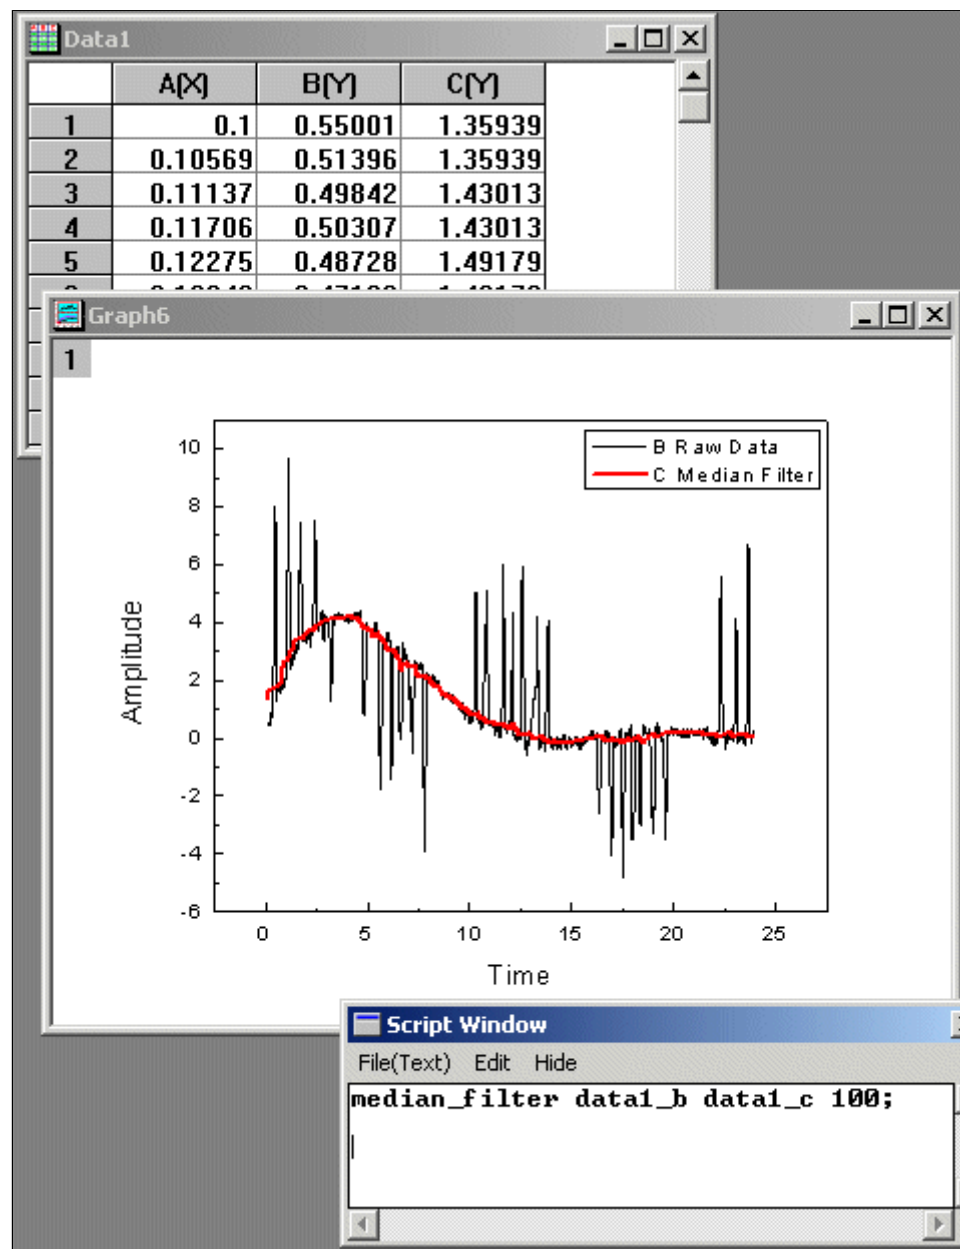 Data1
A(X) B(Y) C(Y)
1 0.1 0.55001 1.35939
2 0.10569 0.51396 1.35939
3 0.11137 0.49842 1.43013
4 0.11706 0.50307 1.43013
5 0.12275 0.48728 1.49179
Graph6
1
B Raw Data
C Median Filter
10
8
6
4
2
0
-2
-4
-6
Amplitude
0 5 10 15 20 25
Time
Script Window
File(Text) Edit Hide
median_filter data1_b data1_c 100;